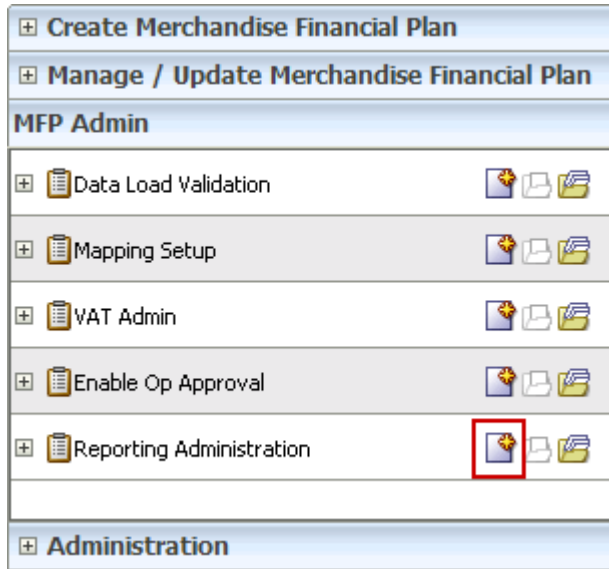 Create Merchandise Financial Plan
Manage / Update Merchandise Financial Plan
MFP Admin
Data Load Validation
Mapping Setup
VAT Admin
Enable Op Approval
Reporting Administration
Administration